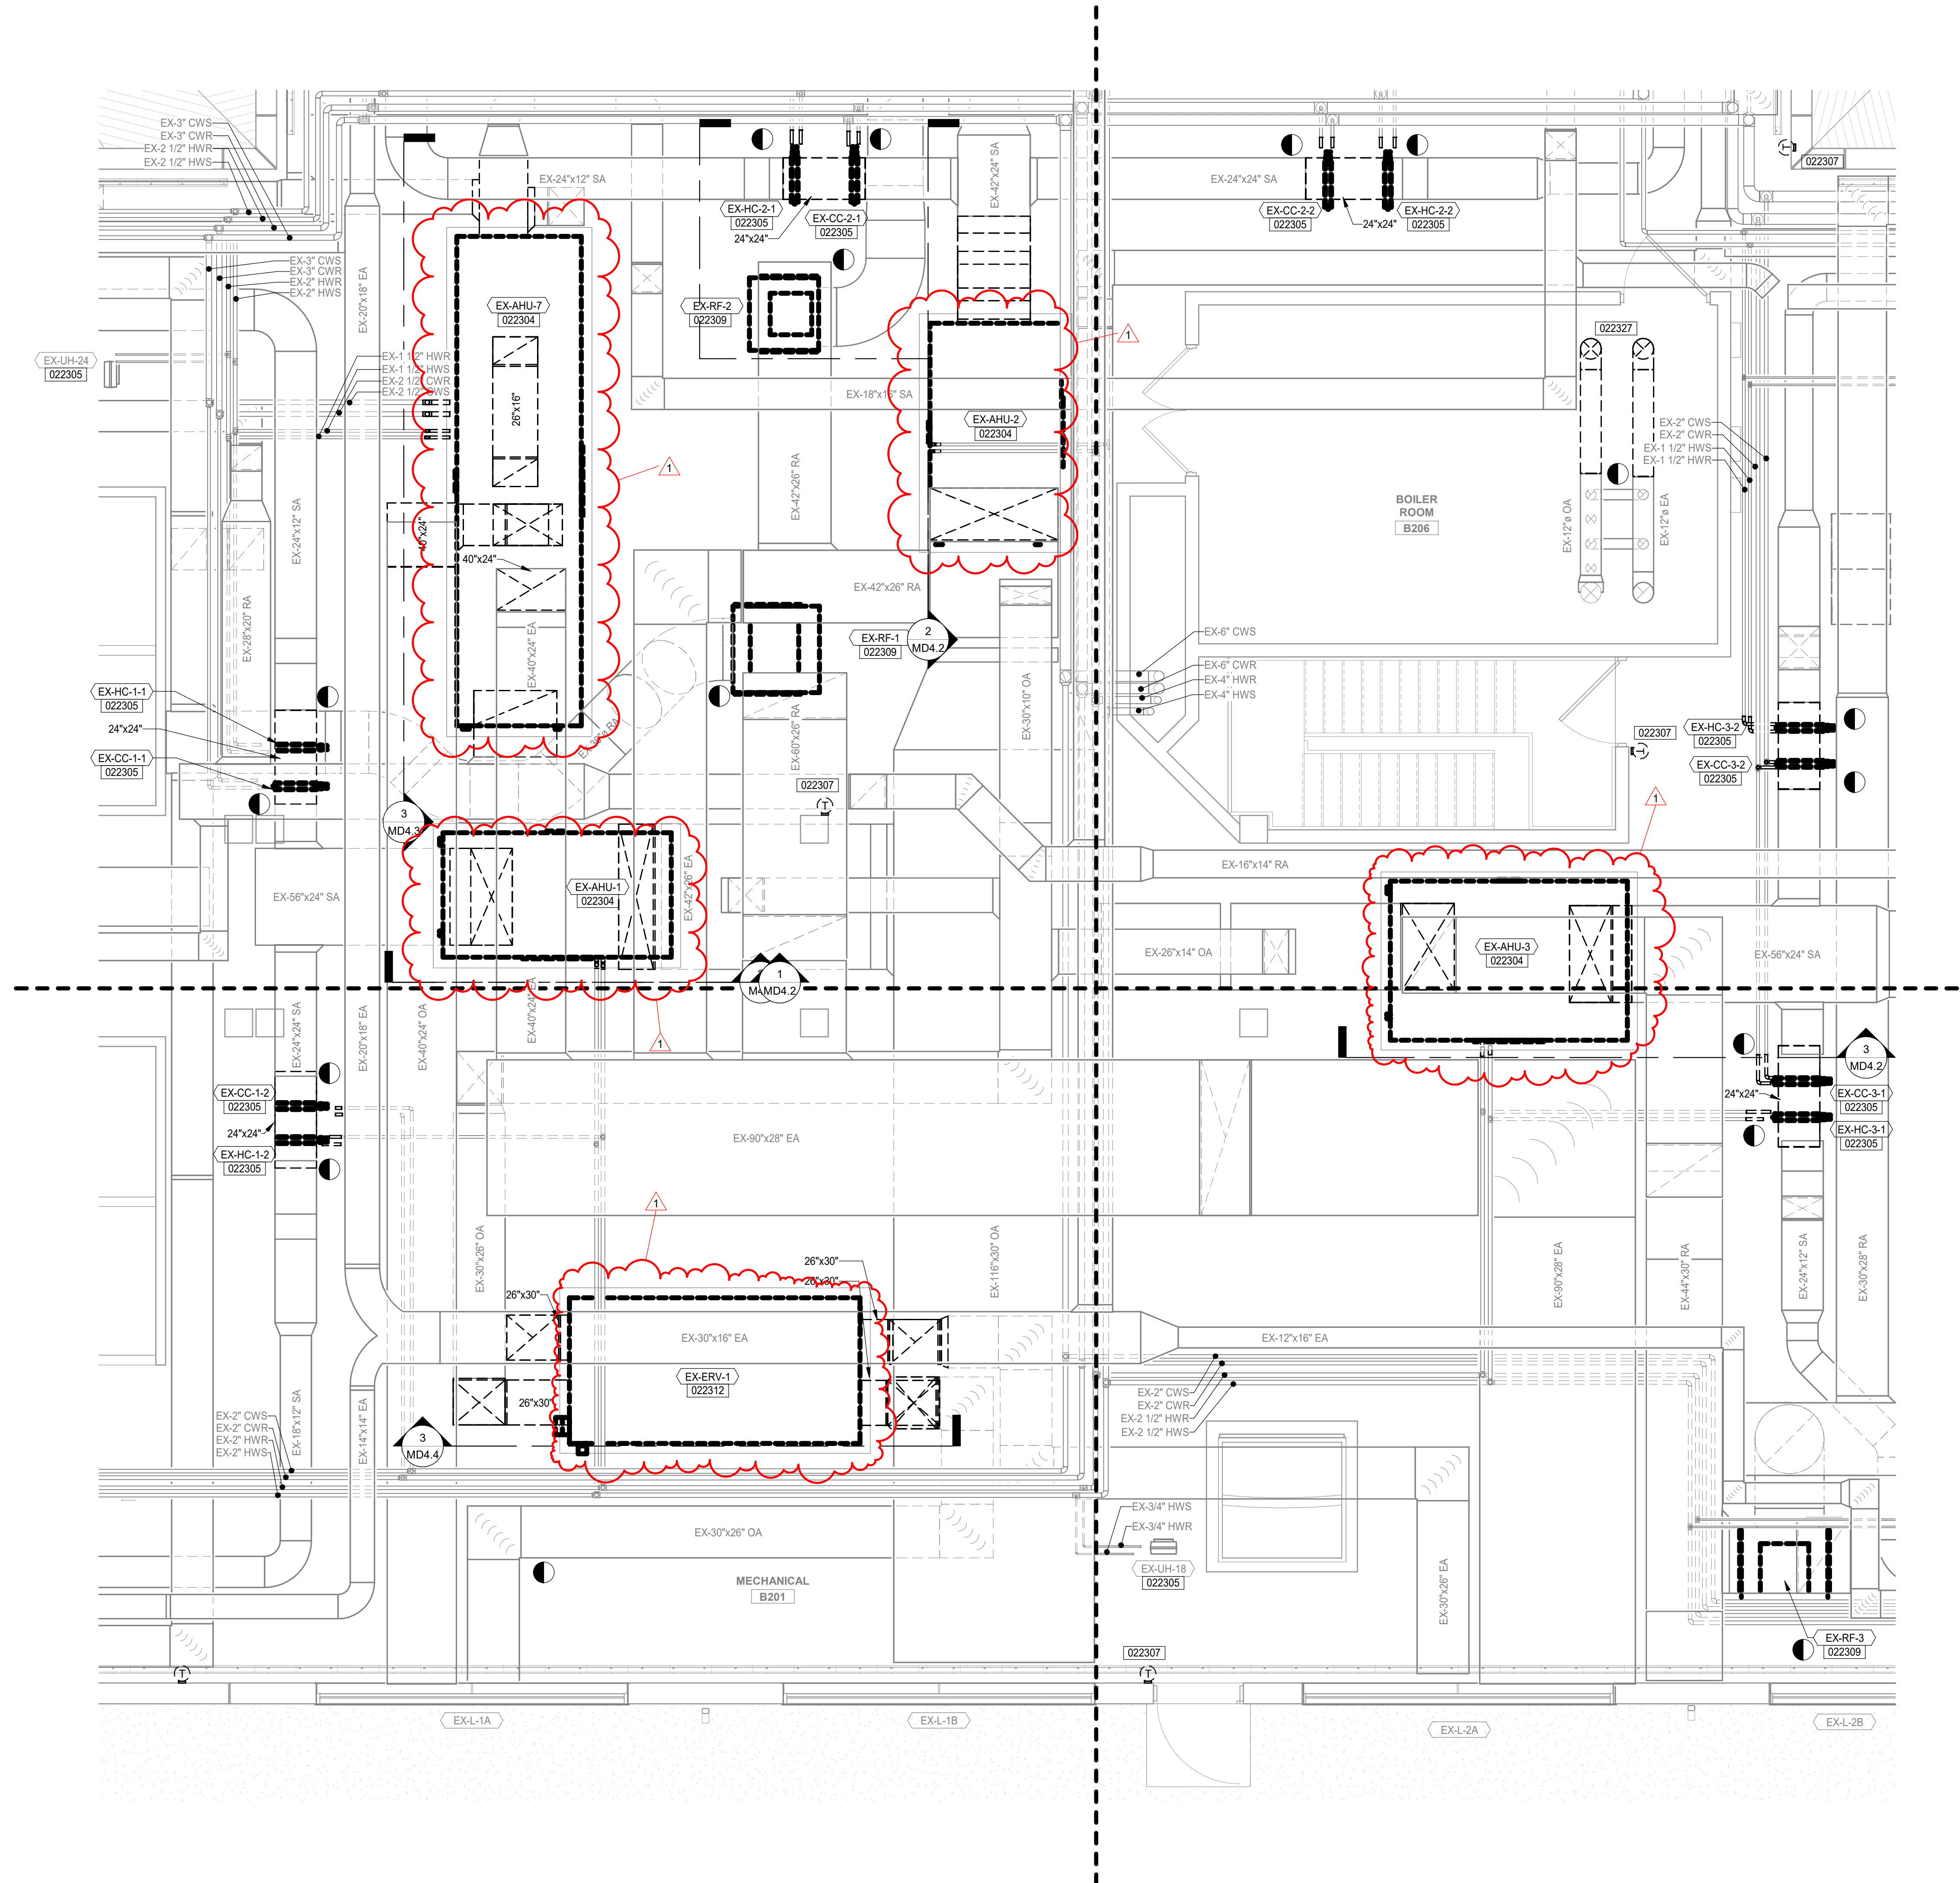 EX-3" CWS
EX-3" CWR
EX-2 1/2" HWR
EX-2 1/2" HWS
EX-3" CWS
EX-3" CWR
EX-2" HWR
EX-2" HWS
EX-UH-24
022305
EX-20"x18" EA
EX-24"x12" SA
EX-28"x20" RA
EX-1 1/2" HWR
EX-1 1/2" HWS
EX-2 1/2" CWR
EX-2 1/2" CWS
EX-24"x12" SA
EX-AHU-7
022304
26"x16"
40"x24"
40"x24"
EX-40"x24" EA
1
EX-HC-2-1
022305
24"x24"
EX-CC-2-1
022305
EX-RF-2
022309
EX-42"x24" SA
1
EX-18"x16" SA
EX-AHU-2
022304
EX-42"x26" RA
EX-42"x26" RA
EX-RF-1
022309
2
MD4.2
EX-30"x10" OA
EX-60"x26" RA
022307
T
EX-24"x24" SA
EX-CC-2-2
022305
24"x24"
EX-HC-2-2
022305
T
022307
022327
EX-2" CWS
EX-2" CWR
EX-1 1/2" HWS
EX-1 1/2" HWR
BOILER
ROOM
B206
EX-12"ø OA
EX-12"ø EA
EX-6" CWS
EX-6" CWR
EX-4" HWR
EX-4" HWS
022307
T
EX-HC-3-2
022305
EX-CC-3-2
022305
EX-HC-1-1
022305
24"x24"
EX-CC-1-1
022305
3
MD4.3
EX-56"x24" SA
EX-AHU-1
022304
EX-42"x26" EA
1
MD4.2
1
EX-16"x14" RA
EX-26"x14" OA
1
EX-AHU-3
022304
EX-56"x24" SA
3
MD4.2
EX-24"x24" SA
EX-20"x18" EA
EX-40"x24" OA
EX-40"x24" EA
EX-CC-1-2
022305
24"x24"
EX-HC-1-2
022305
EX-90"x28" EA
24"x24"
EX-CC-3-1
022305
EX-HC-3-1
022305
1
EX-30"x26" OA
EX-116"x30" OA
26"x30"
26"x30"
26"x30"
26"x30"
EX-30"x16" EA
EX-ERV-1
022312
3
MD4.4
EX-12"x16" EA
EX-90"x28" EA
EX-44"x30" RA
EX-24"x12" SA
EX-30"x28" RA
EX-2" CWS
EX-2" CWR
EX-2 1/2" HWR
EX-2 1/2" HWS
EX-2" CWS
EX-2" CWR
EX-2" HWR
EX-2" HWS
EX-18"x12" SA
EX-14"x14" EA
EX-30"x26" OA
MECHANICAL
B201
EX-3/4" HWS
EX-3/4" HWR
EX-UH-18
022305
EX-30"x26" EA
EX-RF-3
022309
T
022307
T
EX-L-1A
EX-L-1B
EX-L-2A
EX-L-2B